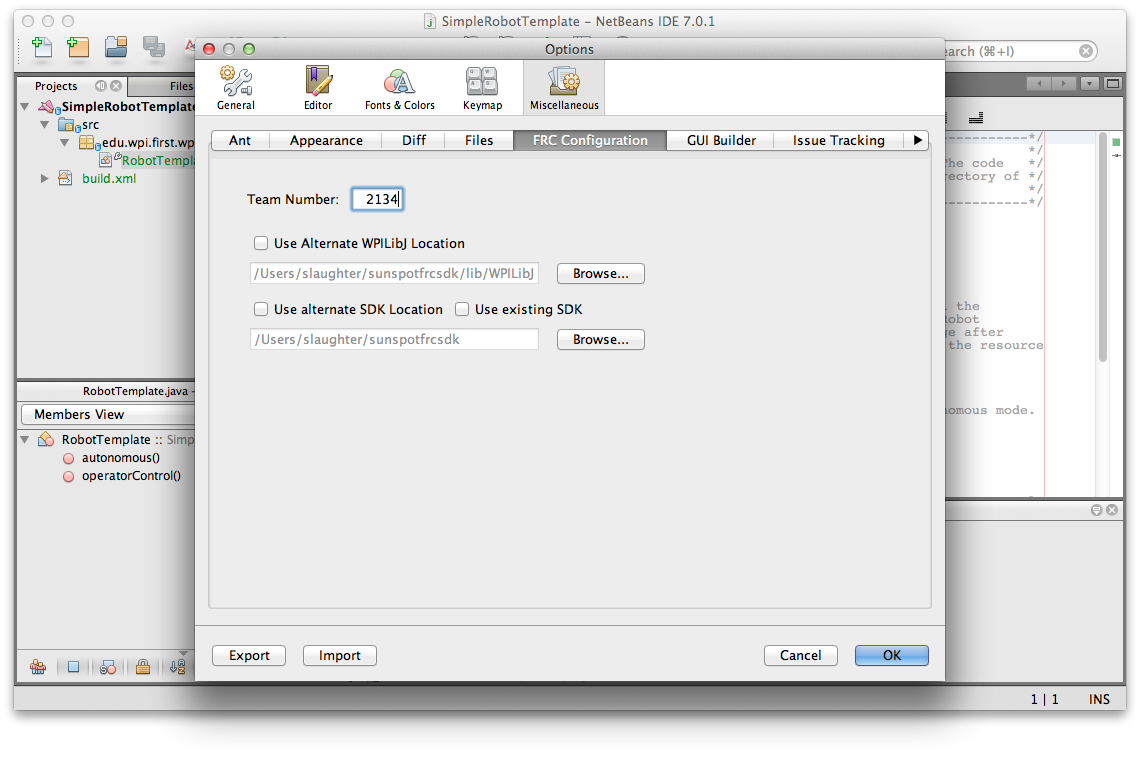 SimpleRobotTemplate – NetBeans IDE 7.0.1
earch (⌘+I)
Options
General
Editor
Fonts & Colors
Keymap
Miscellaneous
Projects
Files
SimpleRobotTemplate
src
edu.wpi.first.wp
RobotTempla
build.xml
Ant
Appearance
Diff
Files
FRC Configuration
GUI Builder
Issue Tracking
Team Number:
2134
Use Alternate WPILibJ Location
/Users/slaughter/sunspotfrcsdk/lib/WPILibJ
Browse...
Use alternate SDK Location
Use existing SDK
/Users/slaughter/sunspotfrcsdk
Browse...
-----------*/
*/
The code */
rectory of */
*/
-----------*/
the
Robot
ge after
the resource
nomous mode.
RobotTemplate.java –
Members View
RobotTemplate :: Simp
autonomous()
operatorControl()
Export
Import
Cancel
OK
1 | 1
INS